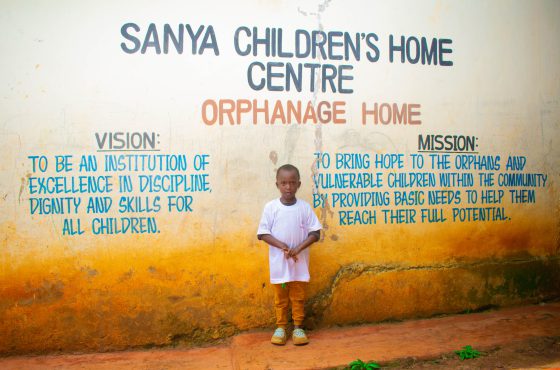 SANYA CHILDREN'S HOME
CENTRE
ORPHANAGE HOME
VISION:
TO BE AN INSTITUTION OF
EXCELLENCE IN DISCIPLINE,
DIGNITY AND SKILLS FOR
ALL CHILDREN.
MISSION:
TO BRING HOPE TO THE ORPHANS AND
VULNERABLE CHILDREN WITHIN THE COMMUNITY
BY PROVIDING BASIC NEEDS TO HELP THEM
REACH THEIR FULL POTENTIAL.